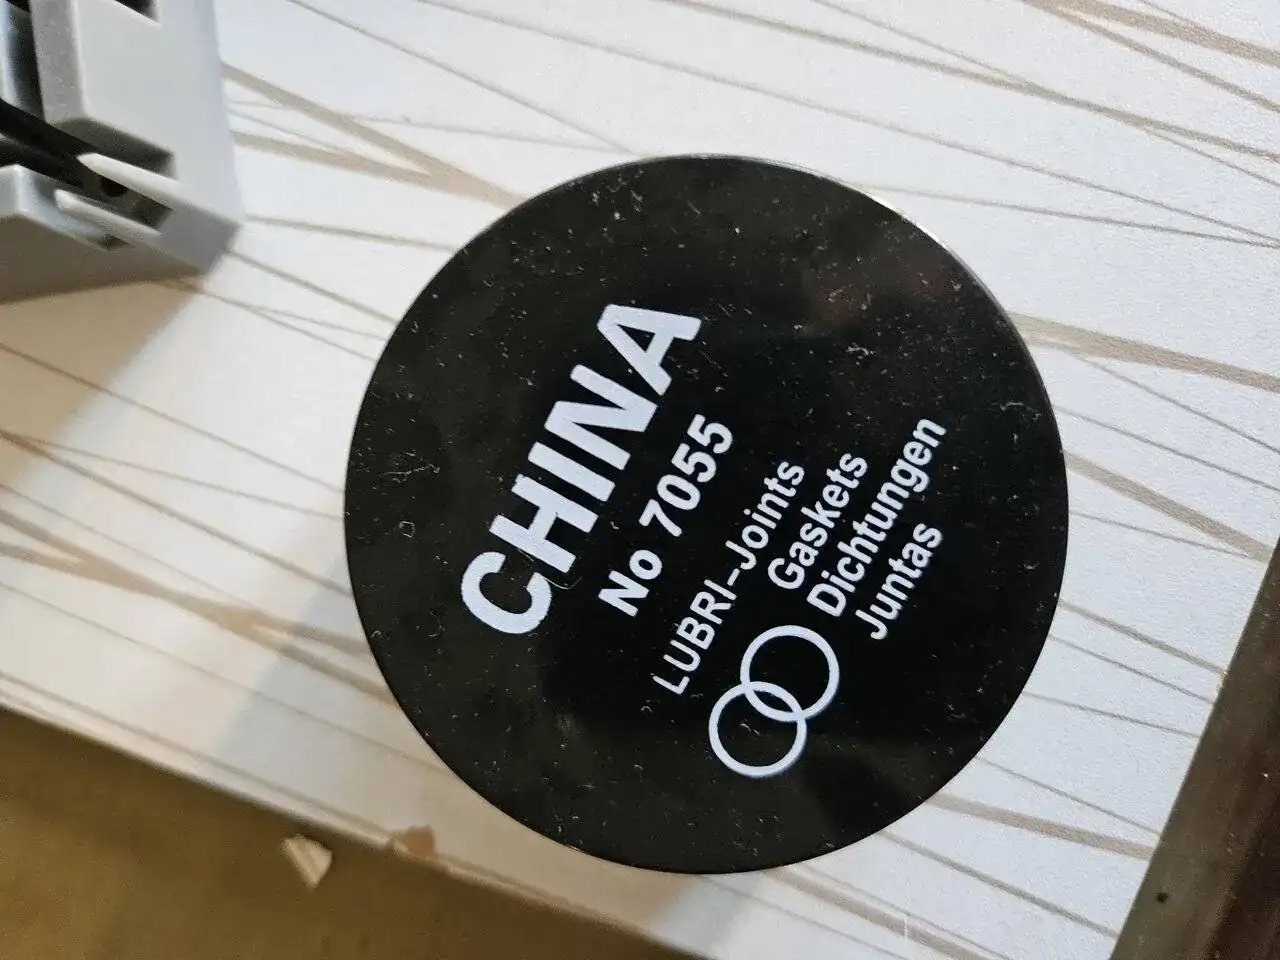 CHINA
No 7055
LUBRI-Joints
Gaskets
Dichtungen
Juntas